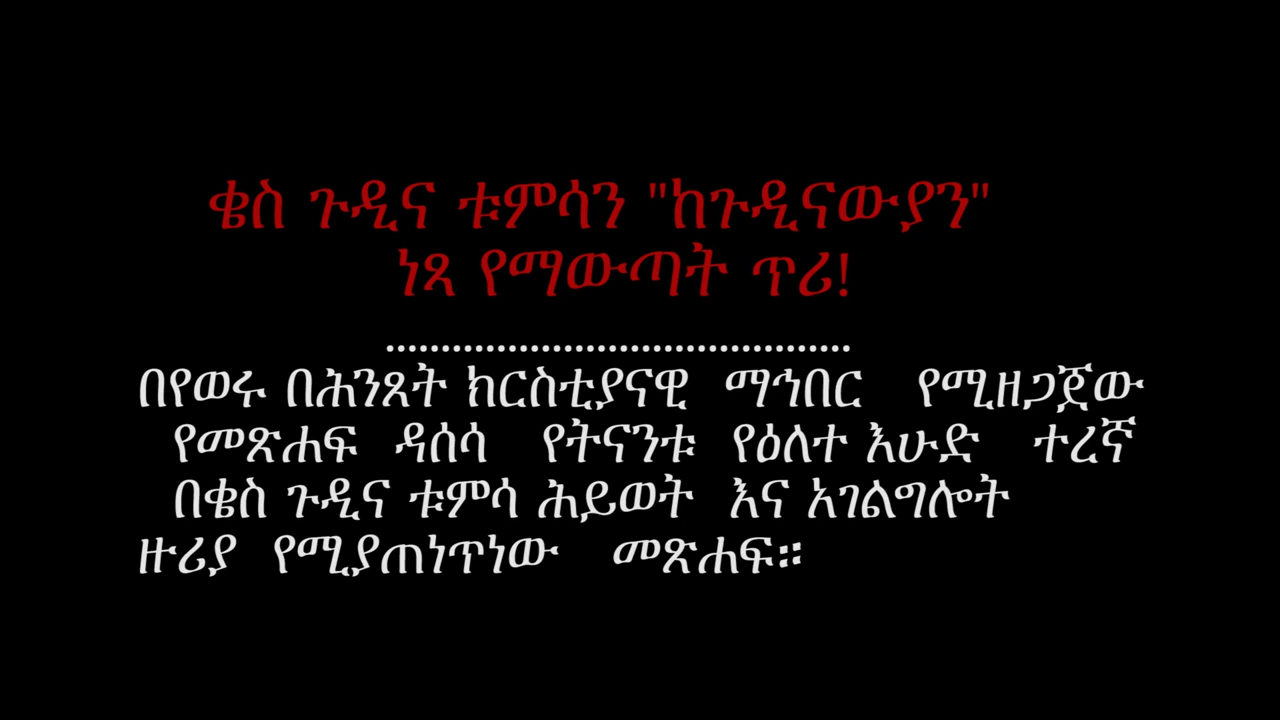 ቄስ ጉዲና ቱምሳን "ከጉዲናውያን"
ነጻ የማውጣት ጥሪ!
..........................................
በየወሩ በሕንጸት ክርስቲያናዊ ማኅበር የሚዘጋጀው
የመጽሐፍ ዳሰሳ የትናንቱ የዕለተ እሁድ ተረኛ
በቄስ ጉዲና ቱምሳ ሕይወት እና አገልግሎት
ዙሪያ የሚያጠነጥነው መጽሐፍ።